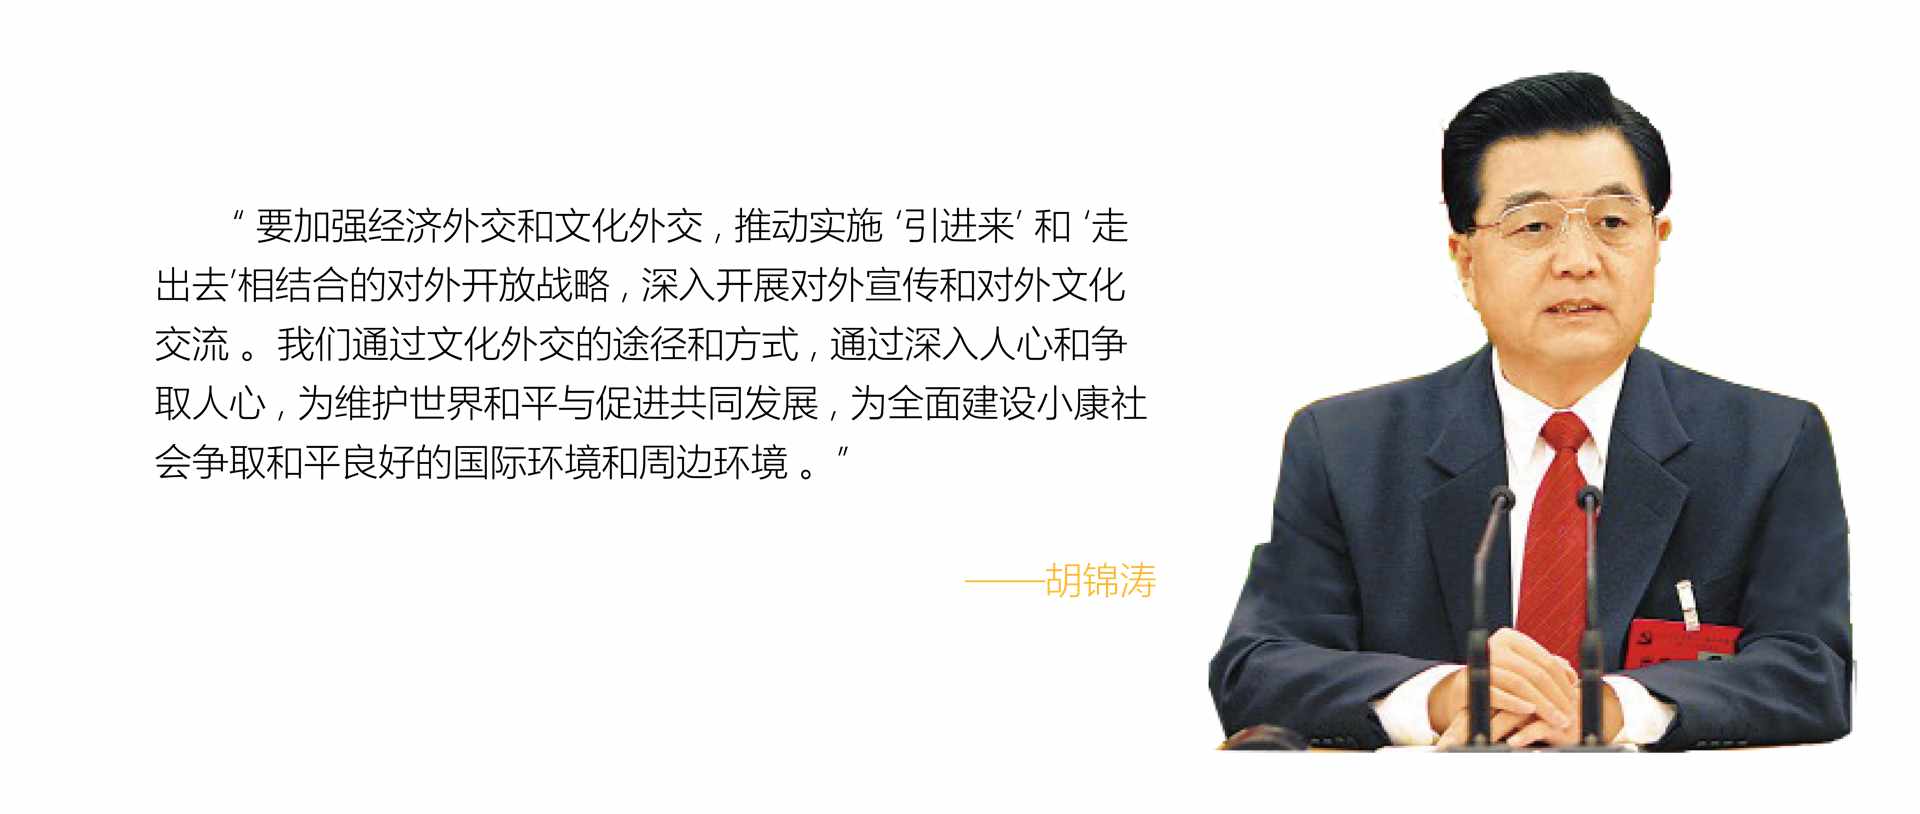 “ 要加强经济外交和文化外交，推动实施 ‘引进来’ 和 ‘走
出去’相结合的对外开放战略，深入开展对外宣传和对外文化
交流 。我们通过文化外交的途径和方式，通过深入人心和争
取人心，为维护世界和平与促进共同发展，为全面建设小康社
会争取和平良好的国际环境和周边环境 。”
——胡锦涛